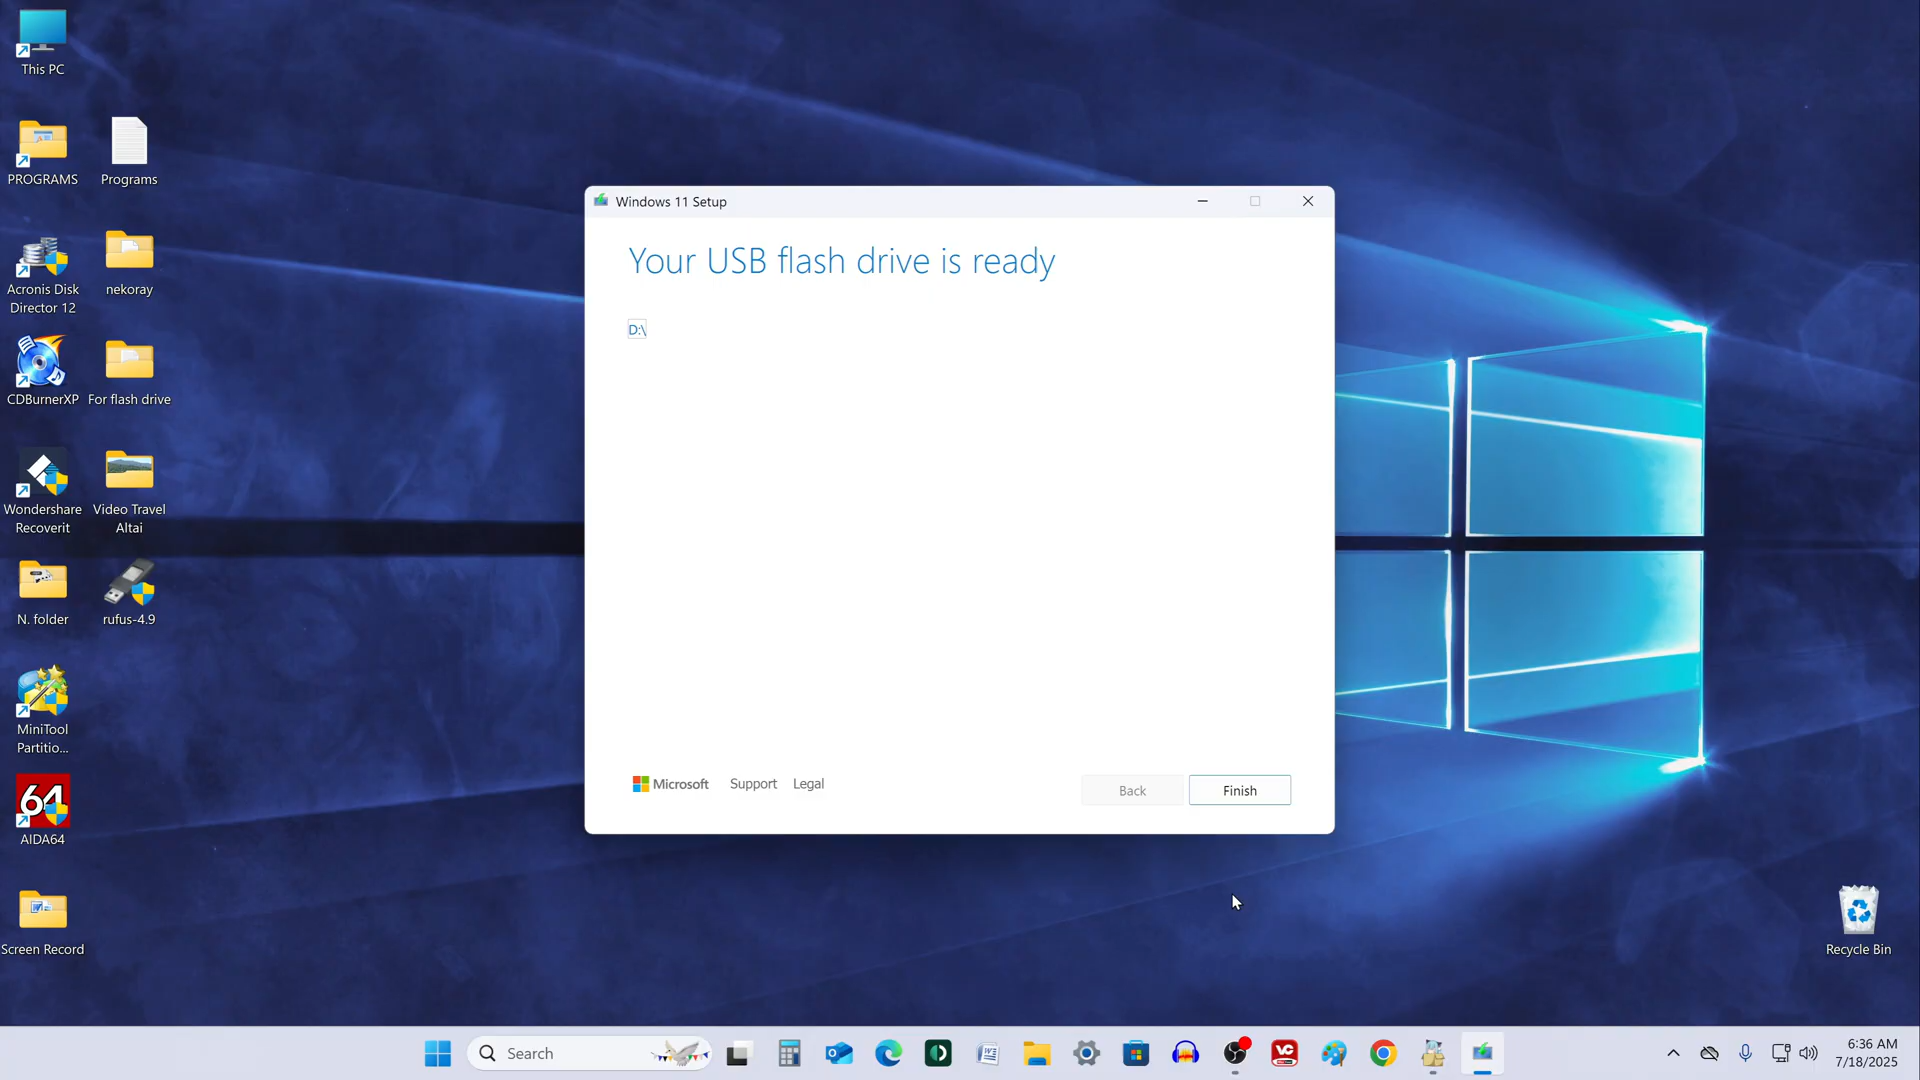 This PC
PROGRAMS
Programs
Acronis Disk
Director 12
nekoray
CDBurnerXP
For flash drive
Wondershare
Recoverit
Video Travel
Altai
N. folder
rufus-4.9
MiniTool
Partitio...
64
AIDA64
Screen Record
Windows 11 Setup
Your USB flash drive is ready
D:\
Microsoft
Support
Legal
Back
Finish
Recycle Bin
Search
VC
6:36 AM
7/18/2025